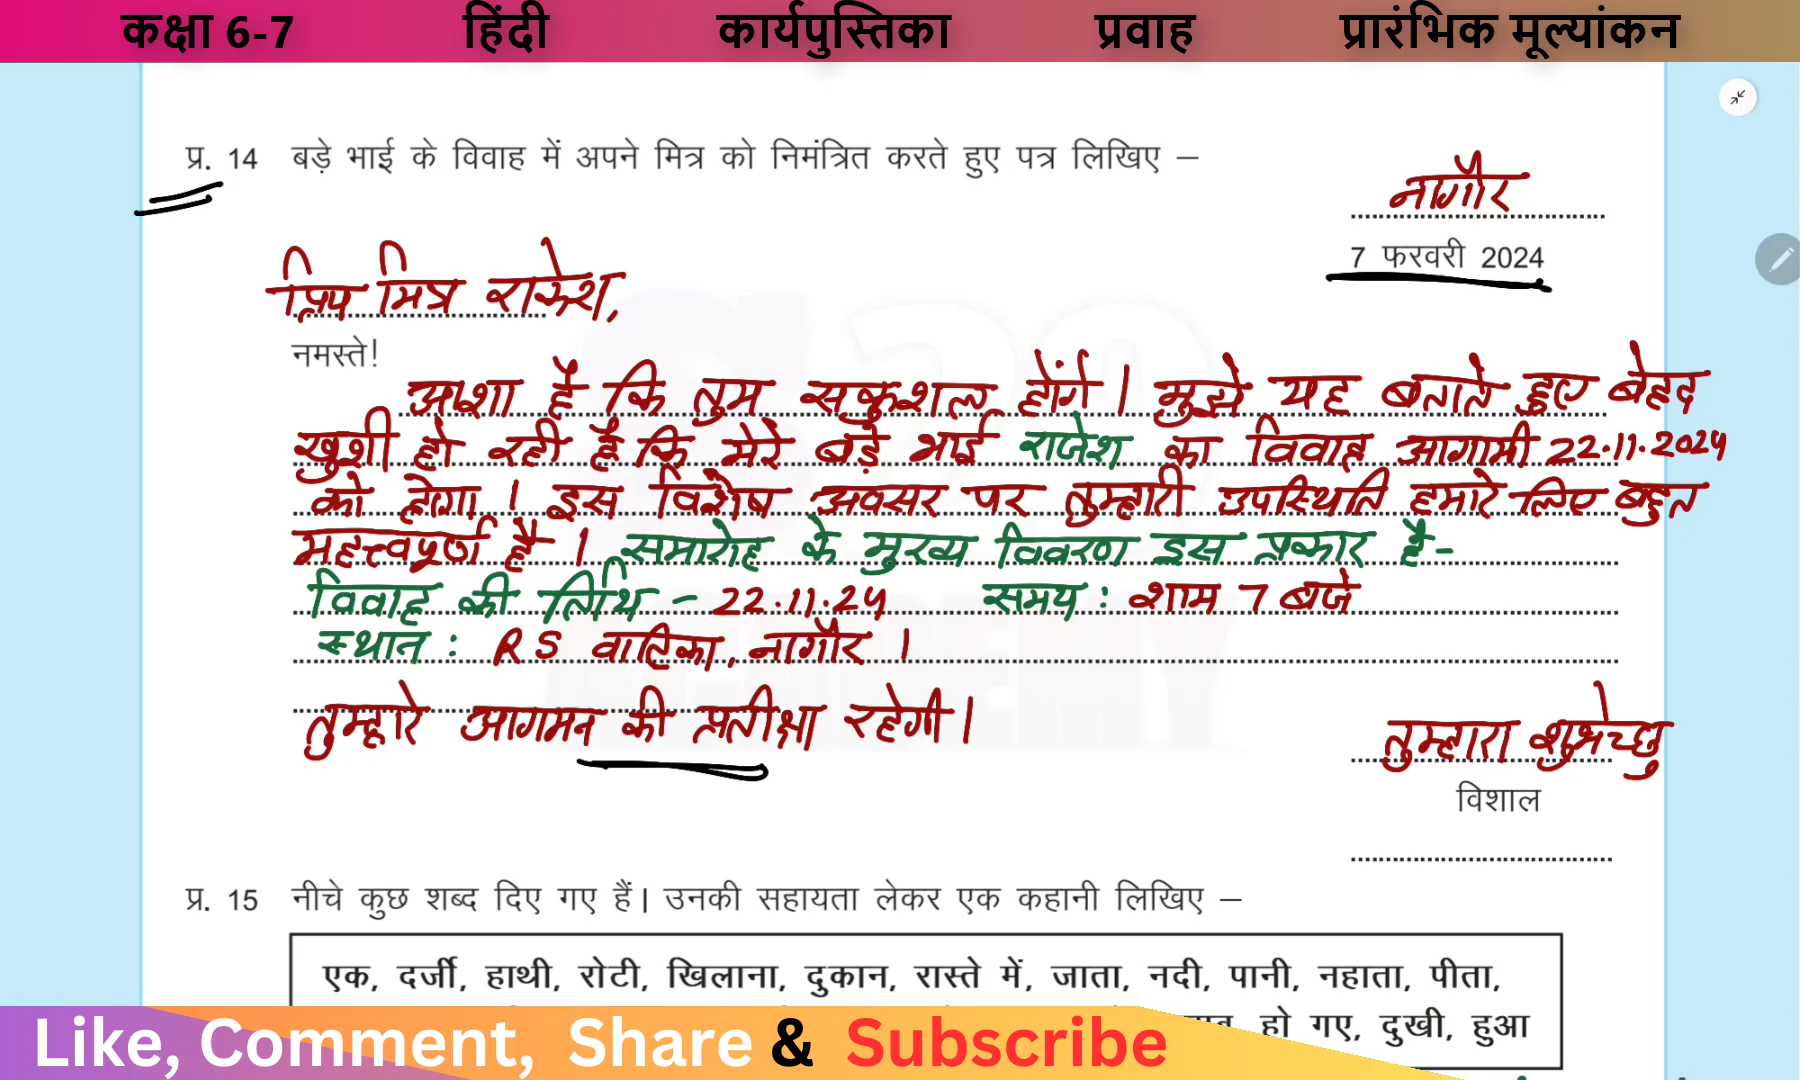 कक्षा 6-7 हिंदी कार्यपुस्तिका प्रवाह प्रारंभिक मूल्यांकन
प्र. 14 बड़े भाई के विवाह में अपने मित्र को निमंत्रित करते हुए पत्र लिखिए –
नागौर
7 फरवरी 2024
प्रिय मित्र राकेश,
नमस्ते!
आशा है कि तुम सकुशल होंगे। मुझे यह बताते हुए बेहद
खुशी हो रही है कि मेरे बड़े भाई राजेश का विवाह आगामी 22.11.2024
को होगा। इस विशेष अवसर पर तुम्हारी उपस्थिति हमारे लिए बहुत
महत्त्वपूर्ण है। समारोह के मुख्य विवरण इस प्रकार है-
विवाह की तिथि - 22.11.24 समय : शाम 7 बजे
स्थान : RS वाटिका, नागौर।
तुम्हारे आगमन की प्रतीक्षा रहेगी।
तुम्हारा शुभेच्छु
विशाल
प्र. 15 नीचे कुछ शब्द दिए गए हैं। उनकी सहायता लेकर एक कहानी लिखिए –
एक, दर्जी, हाथी, रोटी, खिलाना, दुकान, रास्ते में, जाता, नदी, पानी, नहाता, पीता,
हो गए, दुखी, हुआ
Like, Comment, Share & Subscribe